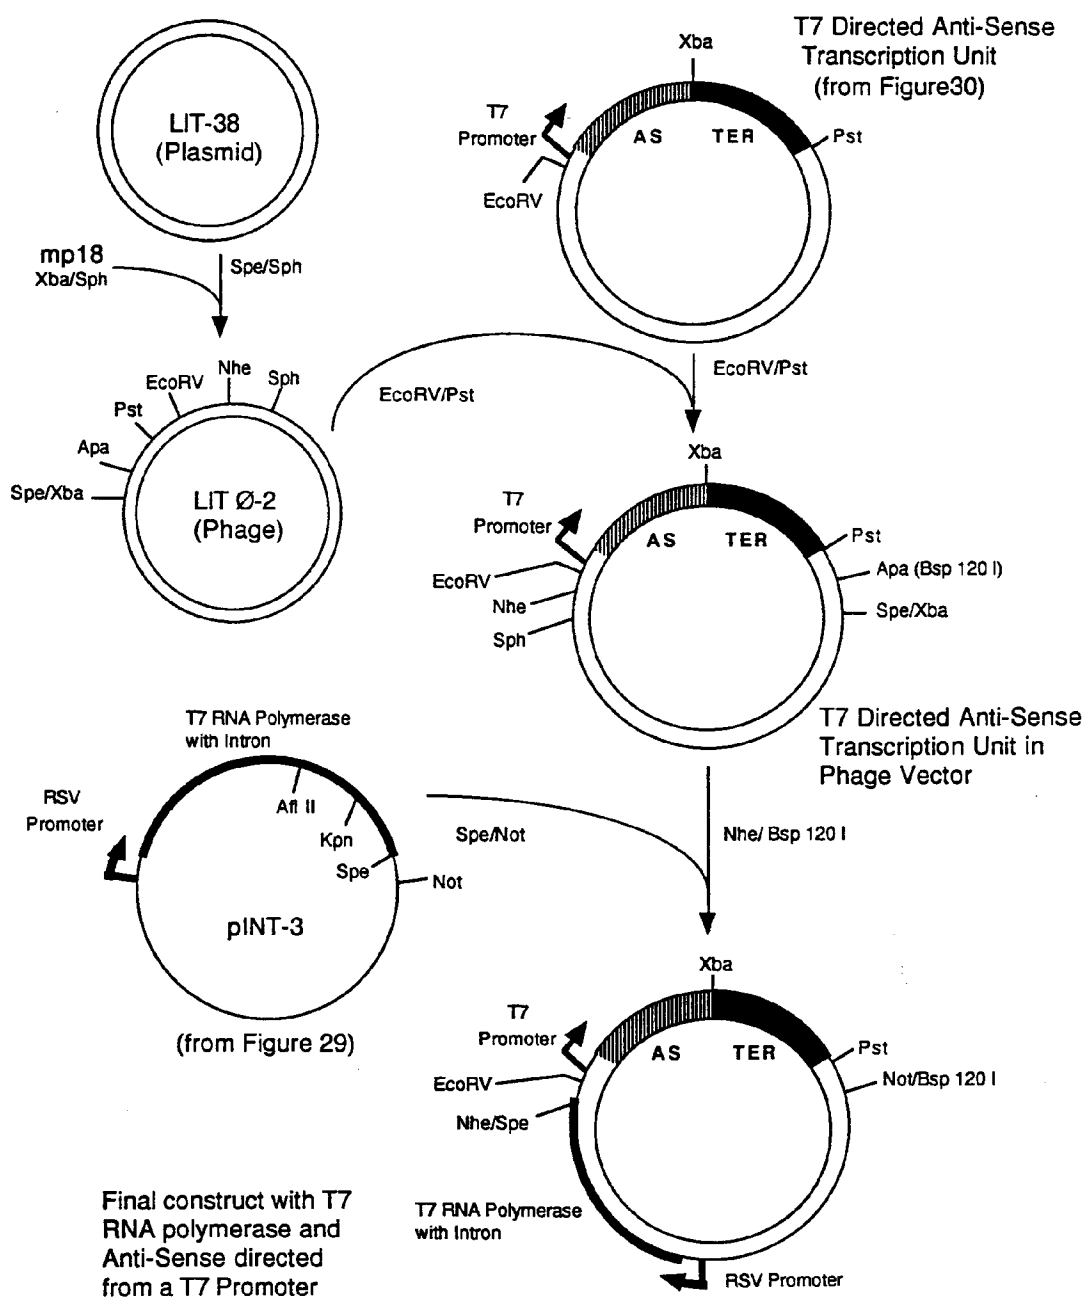 T7 Directed Anti-Sense
Transcription Unit
(from Figure30)
LIT-38
(Plasmid)
mp18
Xba/Sph
Spe/Sph
Xba
T7
Promoter
AS
TER
Pst
EcoRV
EcoRV/Pst
EcoRV/Pst
Spe/Xba
Apa
Pst
EcoRV
Nhe
Sph
LIT Ø-2
(Phage)
Xba
T7
Promoter
AS
TER
Pst
Apa (Bsp 120 I)
Spe/Xba
EcoRV
Nhe
Sph
T7 Directed Anti-Sense
Transcription Unit in
Phage Vector
T7 RNA Polymerase
with Intron
RSV
Promoter
Afl II
Kpn
Spe
Not
pINT-3
(from Figure 29)
Spe/Not
Nhe/ Bsp 120 I
Xba
T7
Promoter
AS
TER
Pst
Not/Bsp 120 I
EcoRV
Nhe/Spe
T7 RNA Polymerase
with Intron
RSV Promoter
Final construct with T7
RNA polymerase and
Anti-Sense directed
from a T7 Promoter